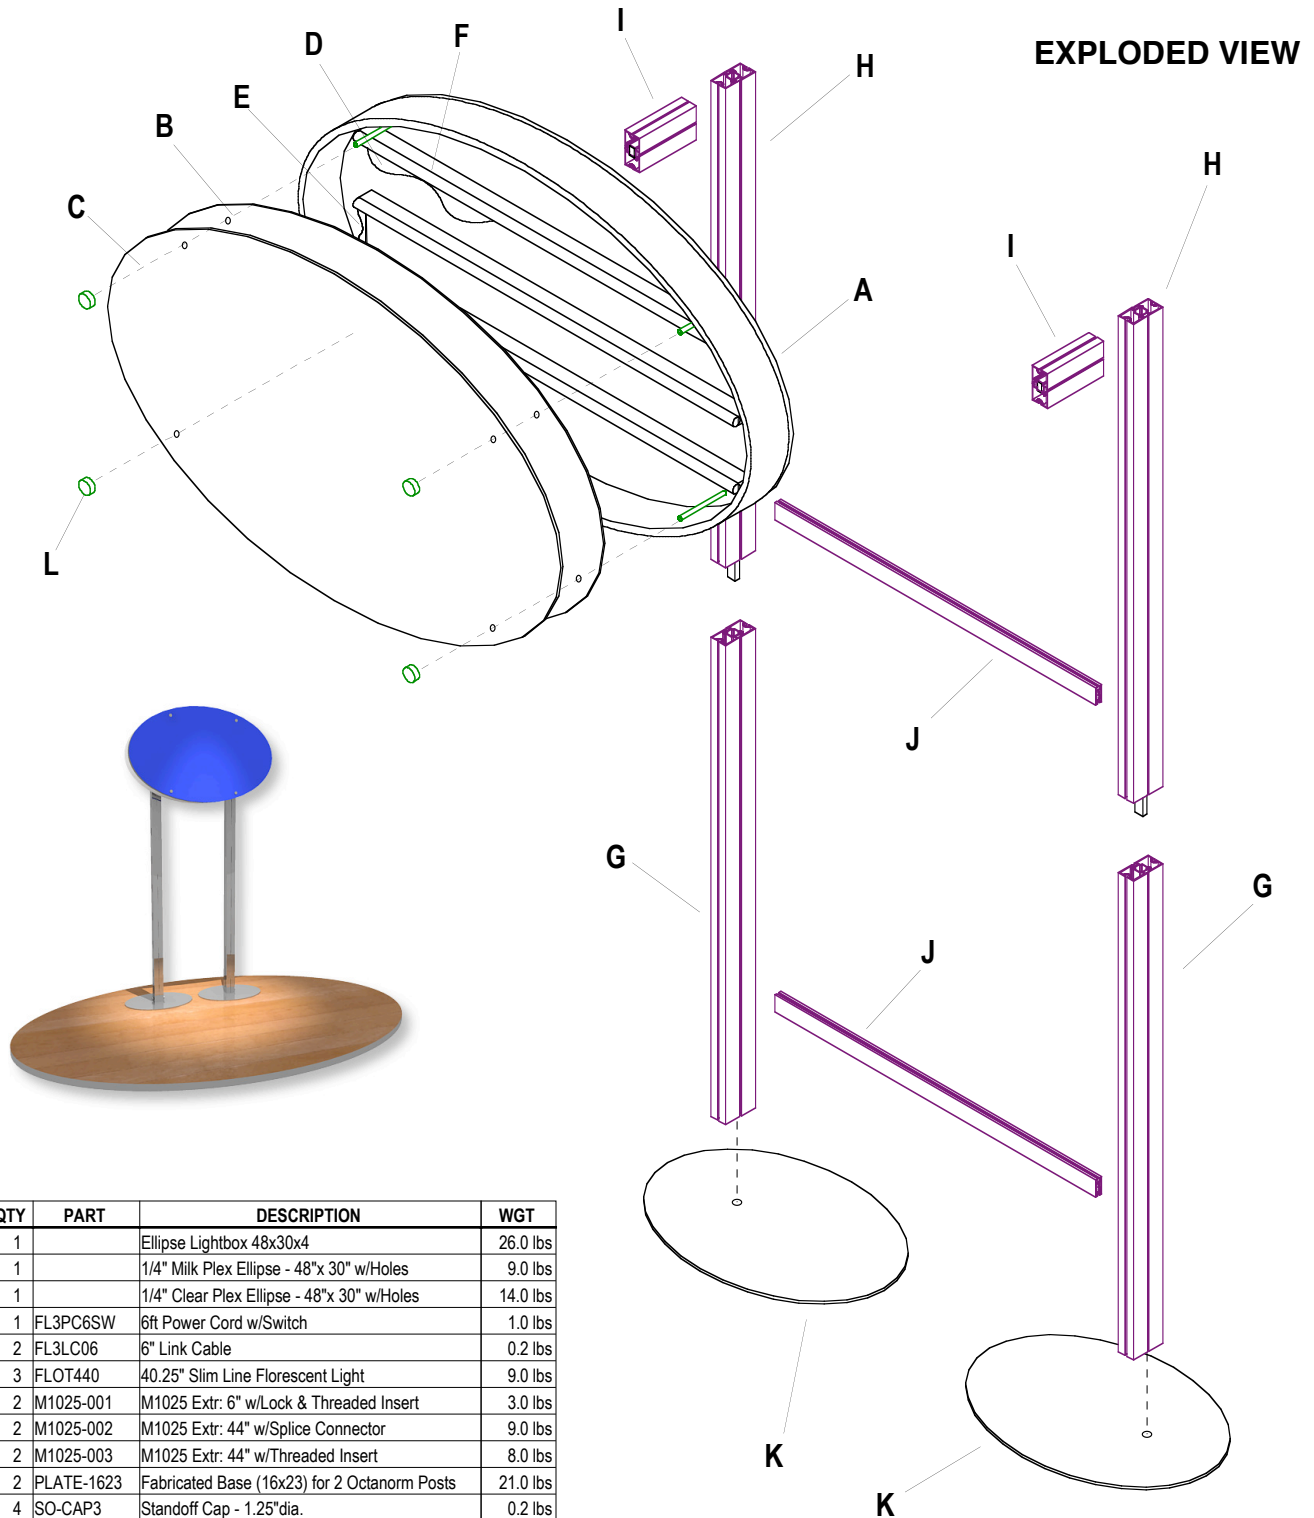 EXPLODED VIEW
I
D
F
H
E
B
H
C
I
A
L
J
G
G
J
K
K
QTY PART DESCRIPTION WGT
1 Ellipse Lightbox 48x30x4 26.0 lbs
1 1/4" Milk Plex Ellipse - 48"x 30" w/Holes 9.0 lbs
1 1/4" Clear Plex Ellipse - 48"x 30" w/Holes 14.0 lbs
1 FL3PC6SW 6ft Power Cord w/Switch 1.0 lbs
2 FL3LC06 6" Link Cable 0.2 lbs
3 FLOT440 40.25" Slim Line Florescent Light 9.0 lbs
2 M1025-001 M1025 Extr: 6" w/Lock & Threaded Insert 3.0 lbs
2 M1025-002 M1025 Extr: 44" w/Splice Connector 9.0 lbs
2 M1025-003 M1025 Extr: 44" w/Threaded Insert 8.0 lbs
2 PLATE-1623 Fabricated Base (16x23) for 2 Octanorm Posts 21.0 lbs
4 SO-CAP3 Standoff Cap - 1.25"dia. 0.2 lbs